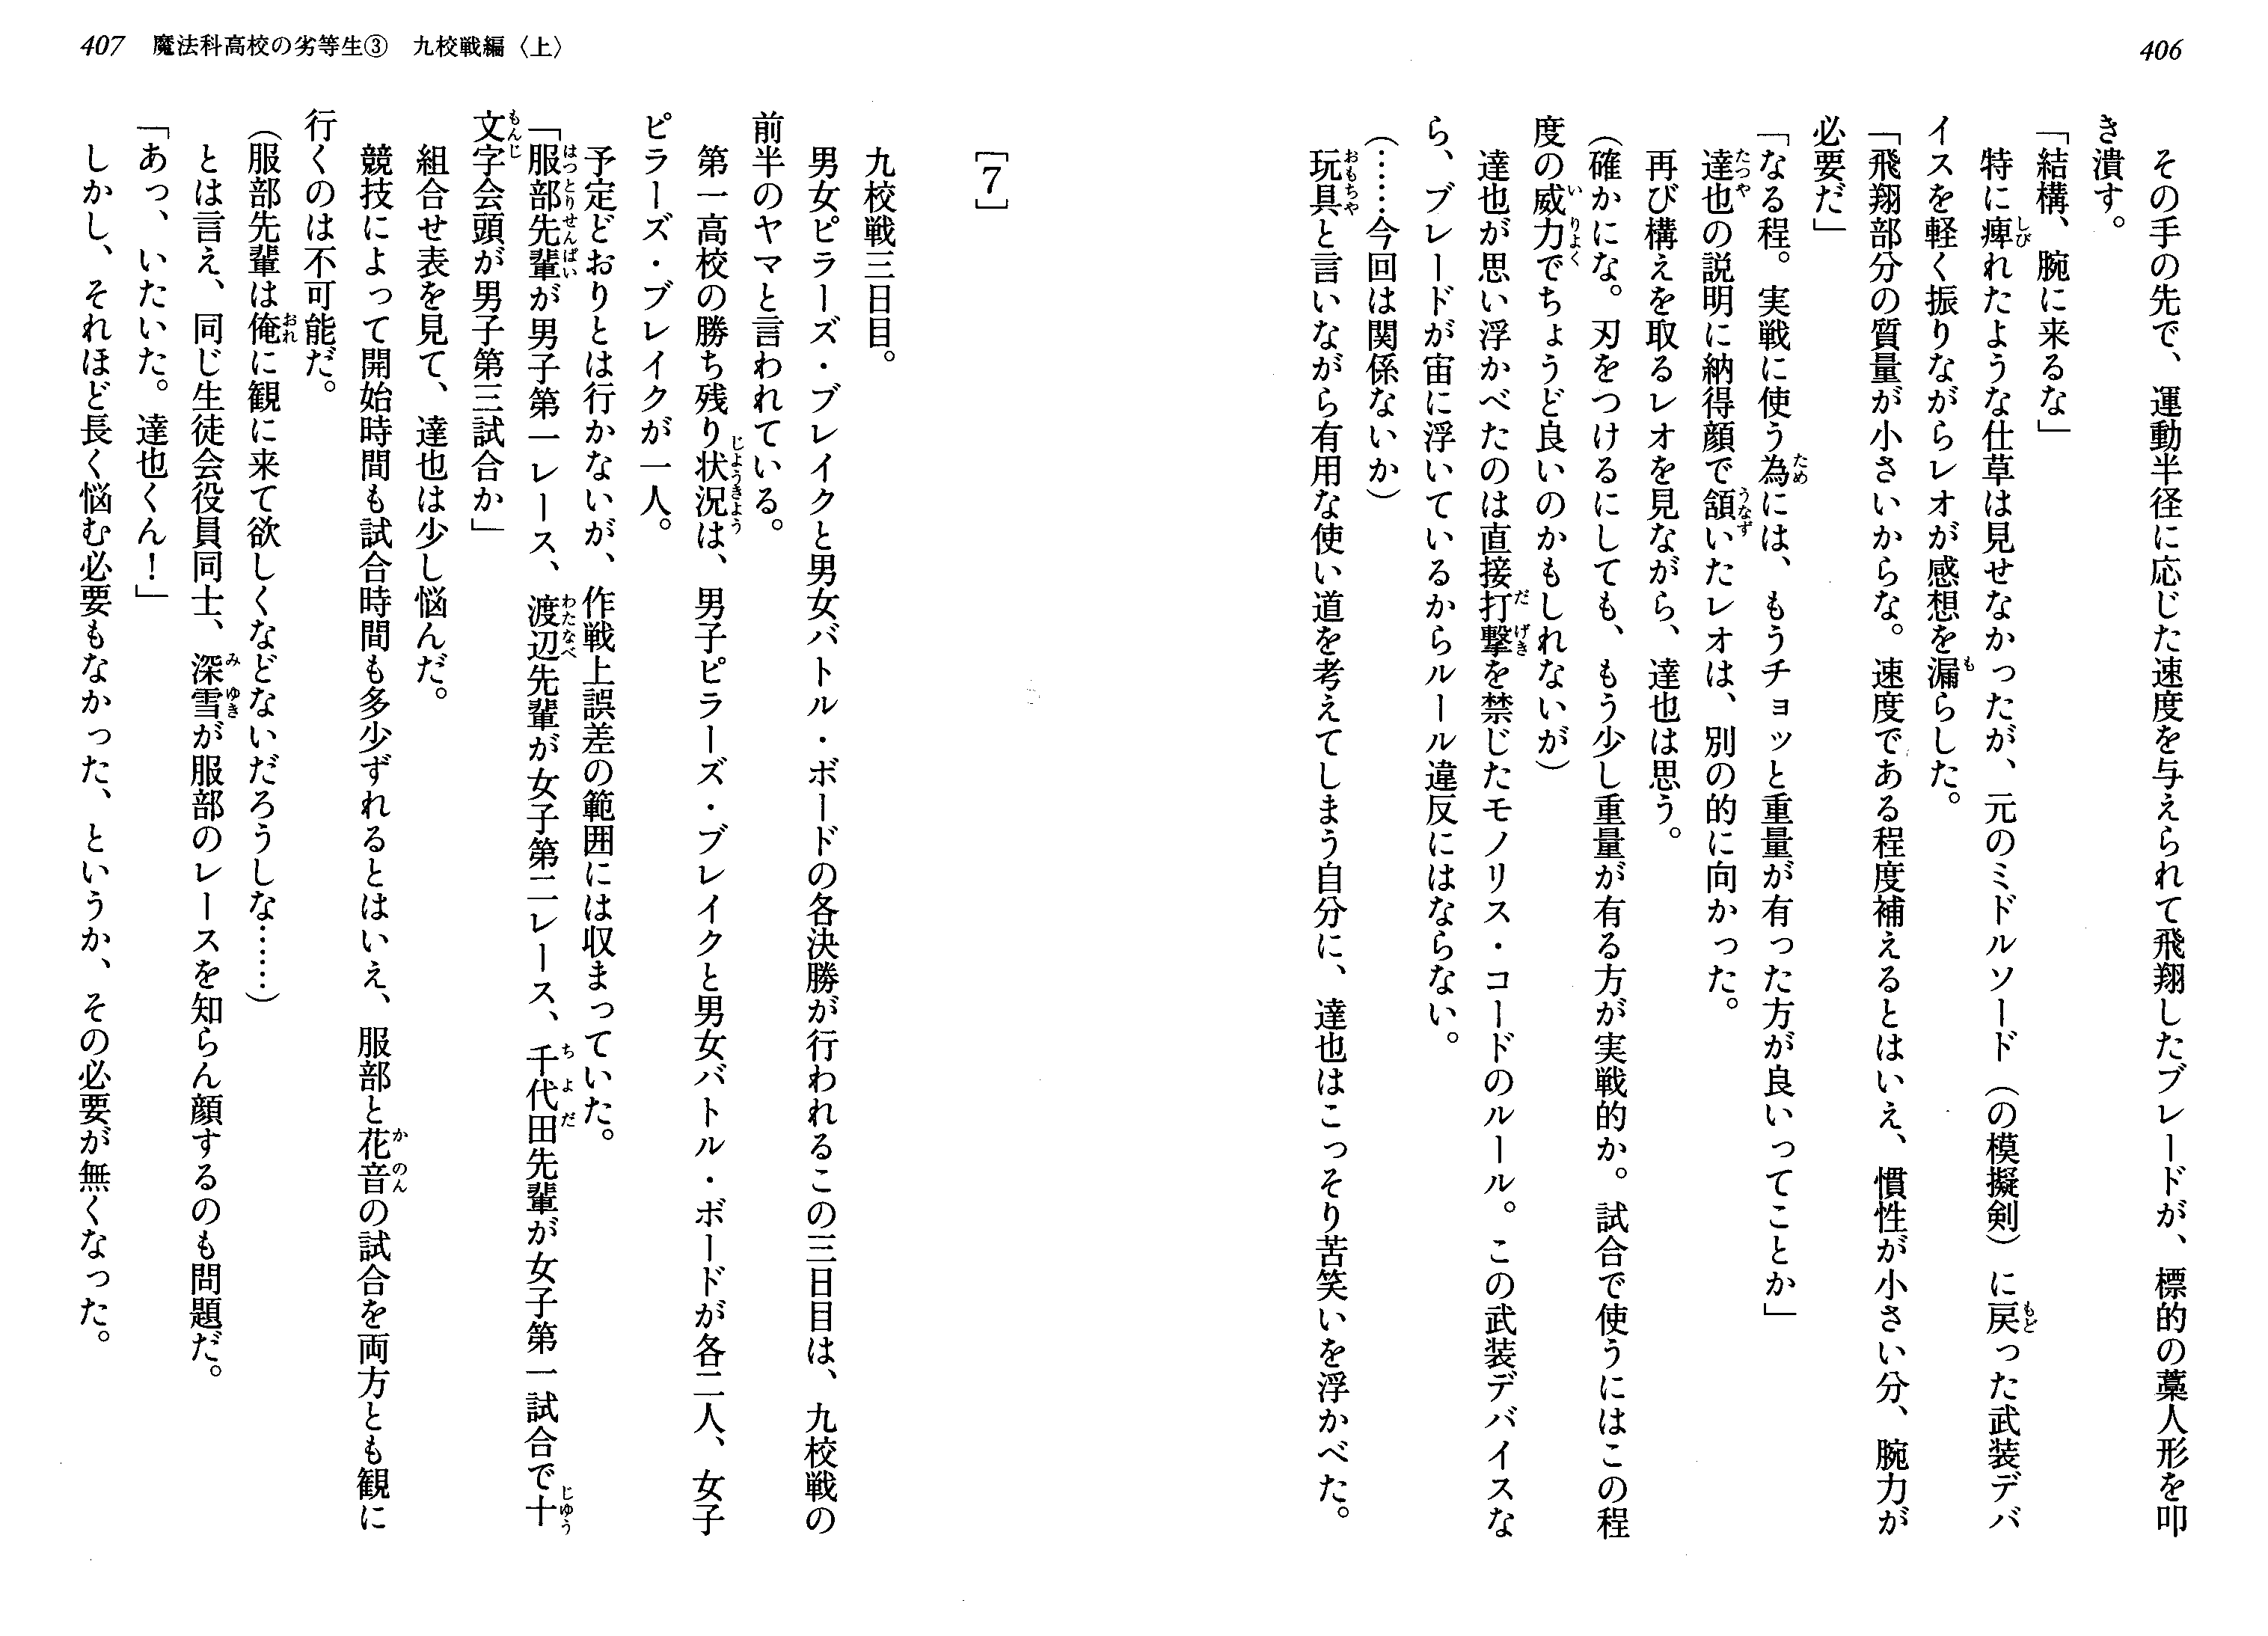 406
その手の先で、運動半径に応じた速度を与えられて飛翔したブレードが、標的の藁人形を叩
き潰す。
「結構、腕に来るな」
特に痺れたような仕草は見せなかったが、元のミドルソード（の模擬剣）に戻った武装デバ
イスを軽く振りながらレオが感想を漏らした。
「飛翔部分の質量が小さいからな。速度である程度補えるとはいえ、慣性が小さい分、腕力が
必要だ」
「なる程。実戦に使う為には、もうチョッと重量が有った方が良いってことか」
達也の説明に納得顔で頷いたレオは、別の的に向かった。
再び構えを取るレオを見ながら、達也は思う。
（確かにな。刃をつけるにしても、もう少し重量が有る方が実戦的か。試合で使うにはこの程
度の威力でちょうど良いのかもしれないが）
達也が思い浮かべたのは直接打撃を禁じたモノリス・コードのルール。この武装デバイスな
ら、ブレードが宙に浮いているからルール違反にはならない。
（……今回は関係ないか）
玩具と言いながら有用な使い道を考えてしまう自分に、達也はこっそり苦笑いを浮かべた。
407 魔法科高校の劣等生③ 九校戦編〈上〉
［7］
九校戦三日目。
男女ピラーズ・ブレイクと男女バトル・ボードの各決勝が行われるこの三日目は、九校戦の
前半のヤマと言われている。
第一高校の勝ち残り状況は、男子ピラーズ・ブレイクと男女バトル・ボードが各二人、女子
ピラーズ・ブレイクが一人。
予定どおりとは行かないが、作戦上誤差の範囲には収まっていた。
「服部先輩が男子第一レース、渡辺先輩が女子第二レース、千代田先輩が女子第一試合で十
文字会頭が男子第三試合か」
組合せ表を見て、達也は少し悩んだ。
競技によって開始時間も試合時間も多少ずれるとはいえ、服部と花音の試合を両方とも観に
行くのは不可能だ。
（服部先輩は俺に観に来て欲しくなどないだろうしな……）
とは言え、同じ生徒会役員同士、深雪が服部のレースを知らん顔するのも問題だ。
「あっ、いたいた。達也くん！」
しかし、それほど長く悩む必要もなかった、というか、その必要が無くなった。